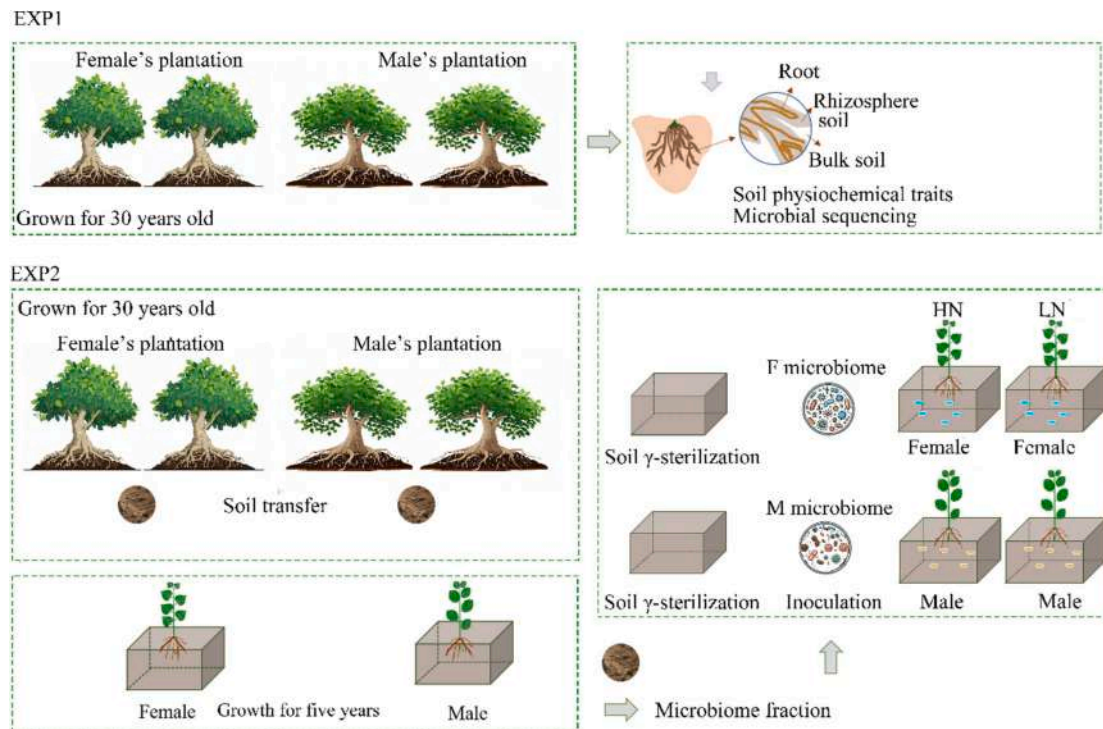 EXP1
Female's plantation
Male's plantation
Grown for 30 years old
Root
Rhizosphere
soil
Bulk soil
Soil physiochemical traits
Microbial sequencing
EXP2
Grown for 30 years old
Female's plantation
Male's plantation
Soil transfer
Female
Growth for five years
Male
HN
LN
F microbiome
Soil γ-sterilization
Female
Female
M microbiome
Soil γ-sterilization
Inoculation
Male
Male
Microbiome fraction